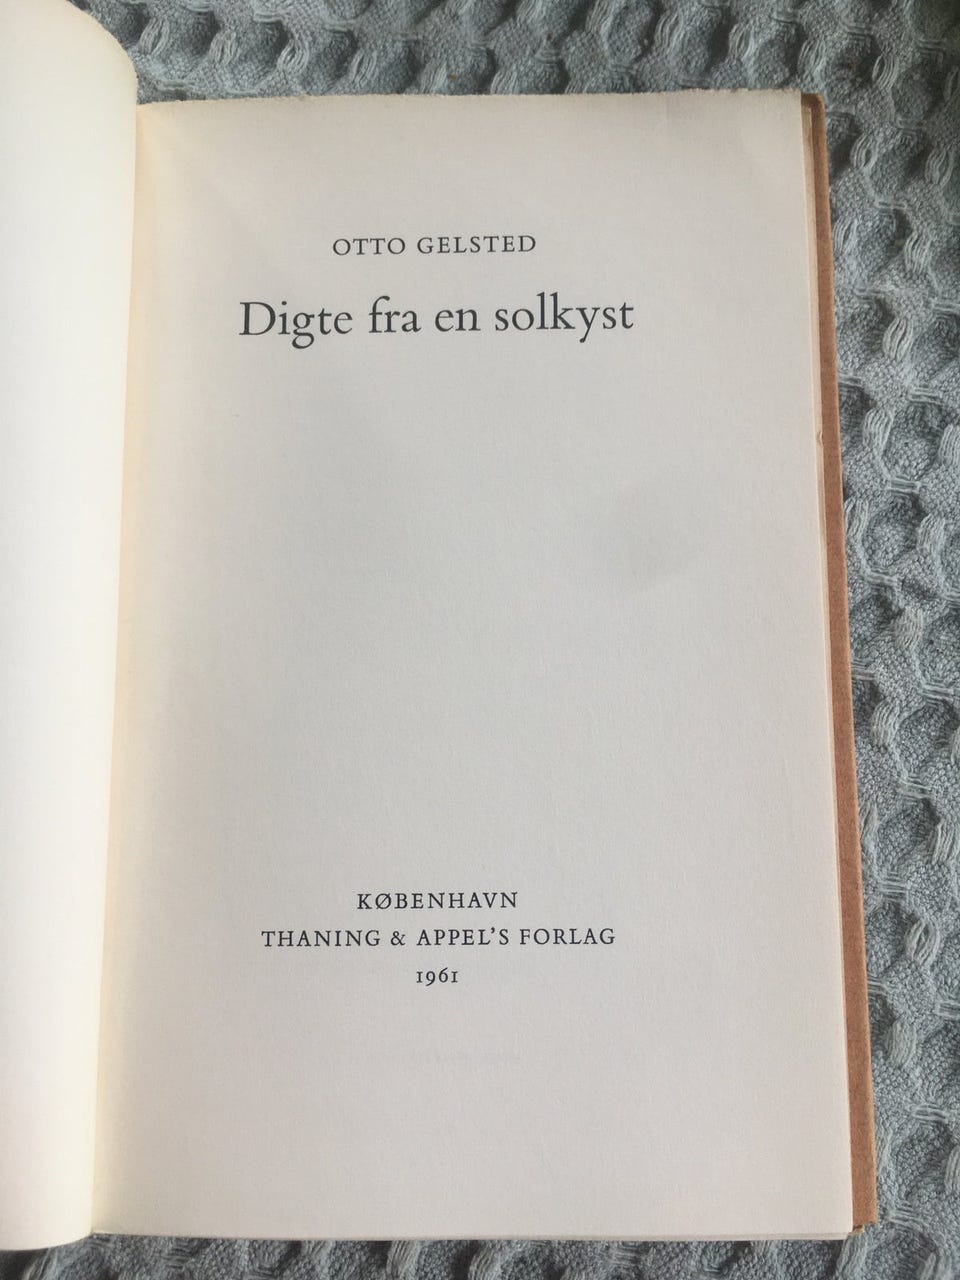 OTTO GELSTED
Digte fra en solkyst
KØBENHAVN
THANING & APPEL’S FORLAG
1961